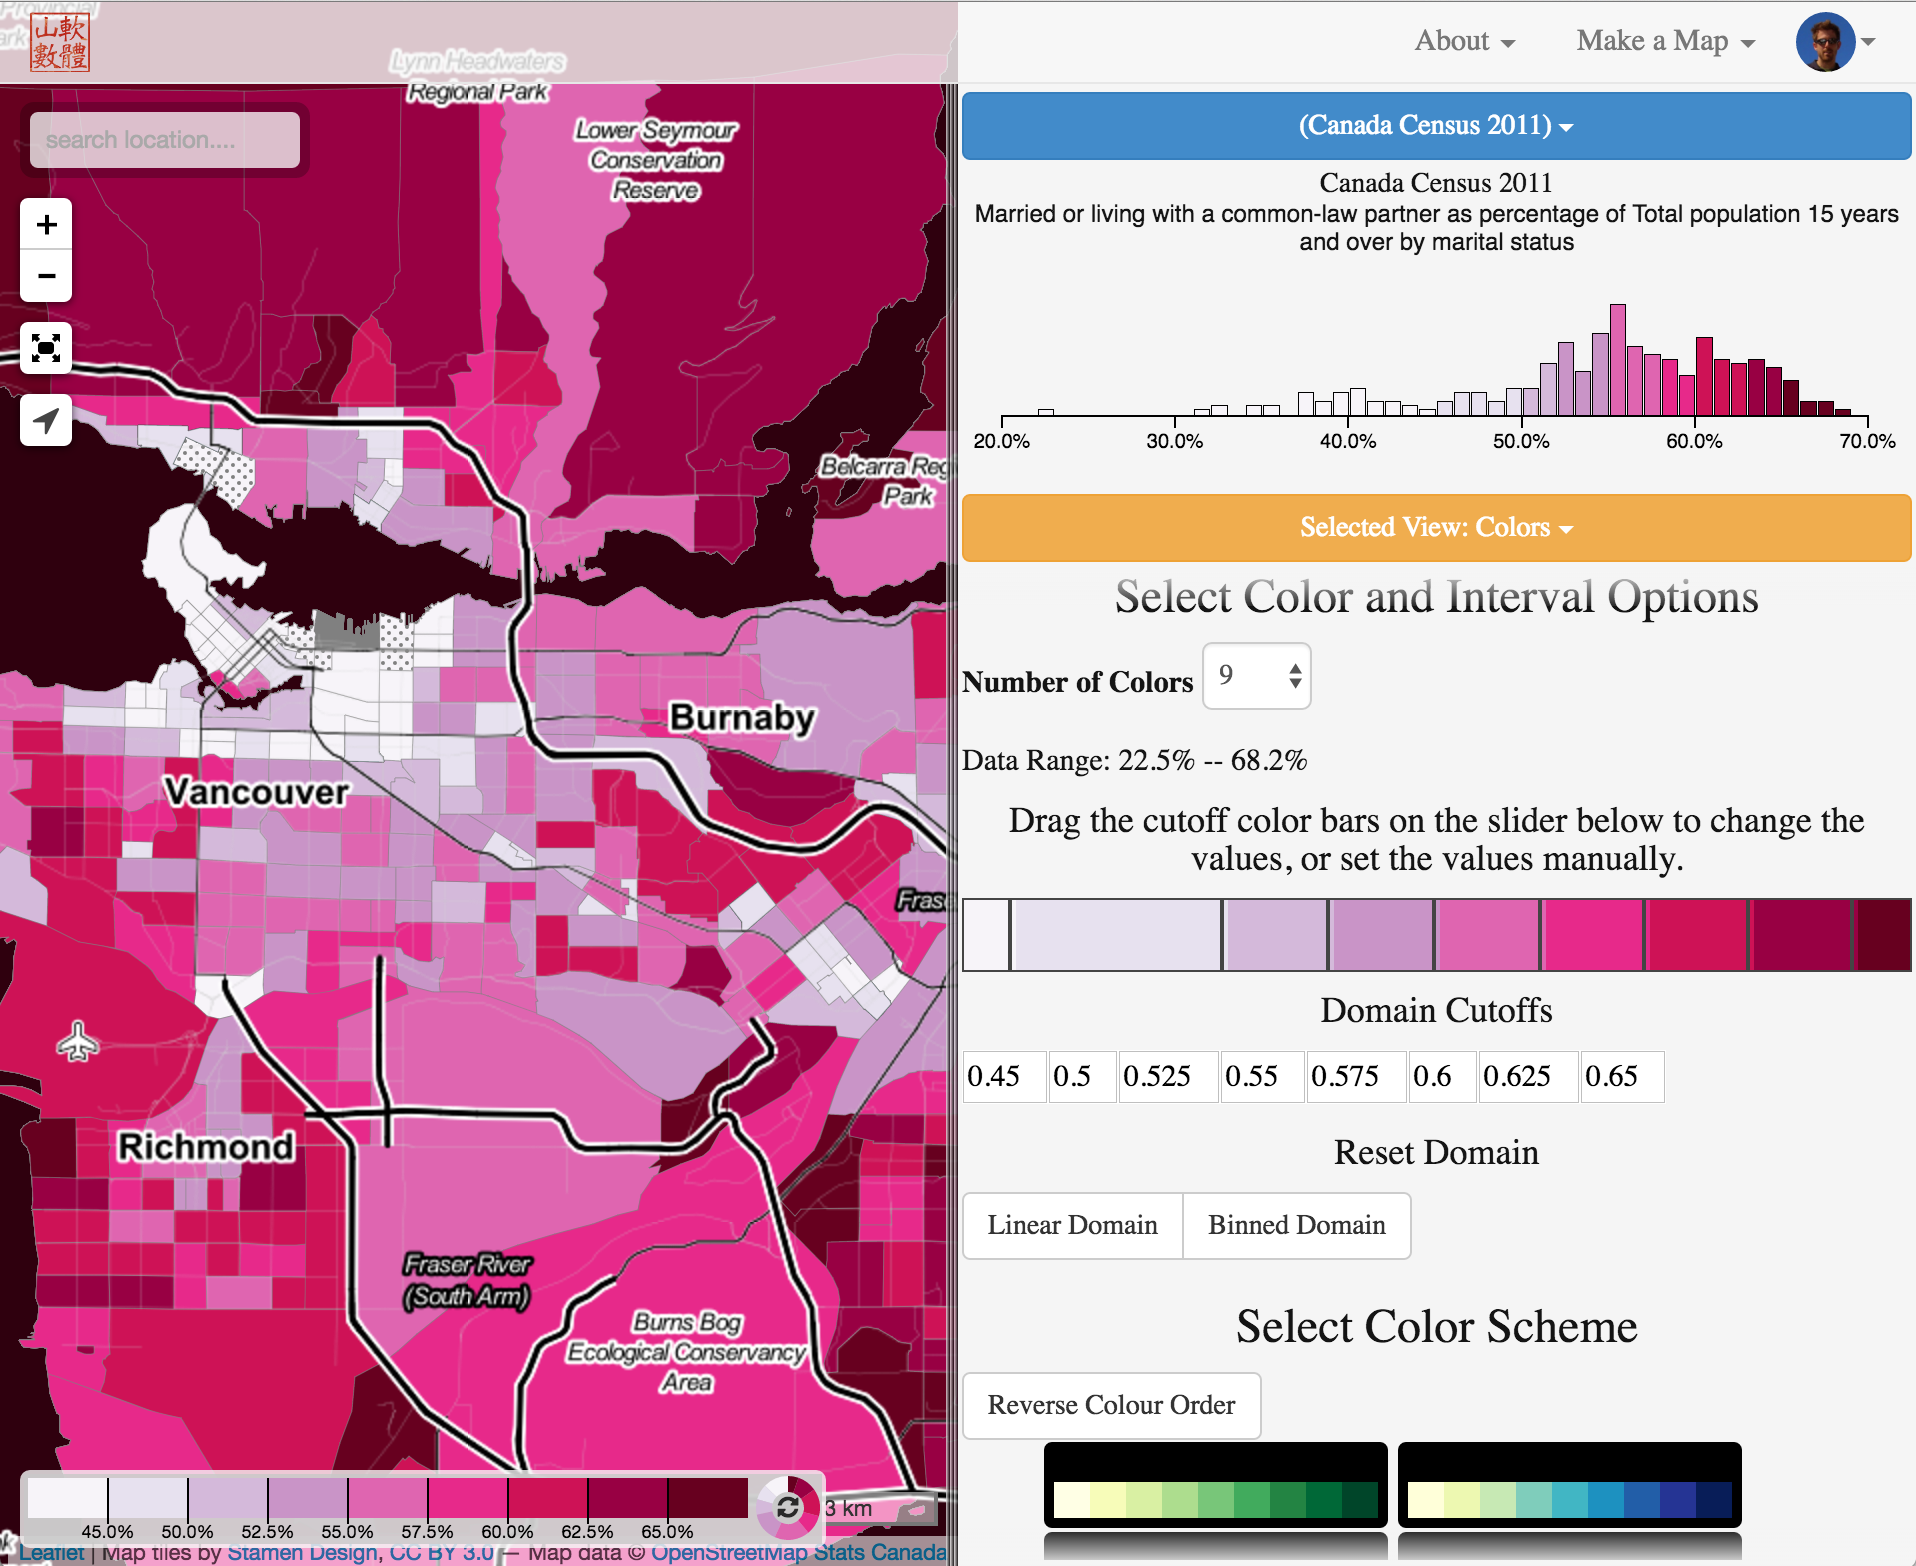 Provincial
山軟
數體
Lynn Headwaters
Regional Park
search location....
+
−
Lower Seymour
Conservation
Reserve
Belcarra Reg
Park
Burnaby
Vancouver
Fras
Richmond
Fraser River
(South Arm)
Burns Bog
Ecological Conservancy
Area
45.0% 50.0% 52.5% 55.0% 57.5% 60.0% 62.5% 65.0%
3 km
Leaflet | Map tiles by Stamen Design, CC BY 3.0 — Map data © OpenStreetMap Stats Canada
About
Make a Map
(Canada Census 2011)
Canada Census 2011
Married or living with a common-law partner as percentage of Total population 15 years
and over by marital status
20.0% 30.0% 40.0% 50.0% 60.0% 70.0%
Selected View: Colors
Select Color and Interval Options
Number of Colors 9
Data Range: 22.5% -- 68.2%
Drag the cutoff color bars on the slider below to change the
values, or set the values manually.
Domain Cutoffs
0.45 0.5 0.525 0.55 0.575 0.6 0.625 0.65
Reset Domain
Linear Domain Binned Domain
Select Color Scheme
Reverse Colour Order